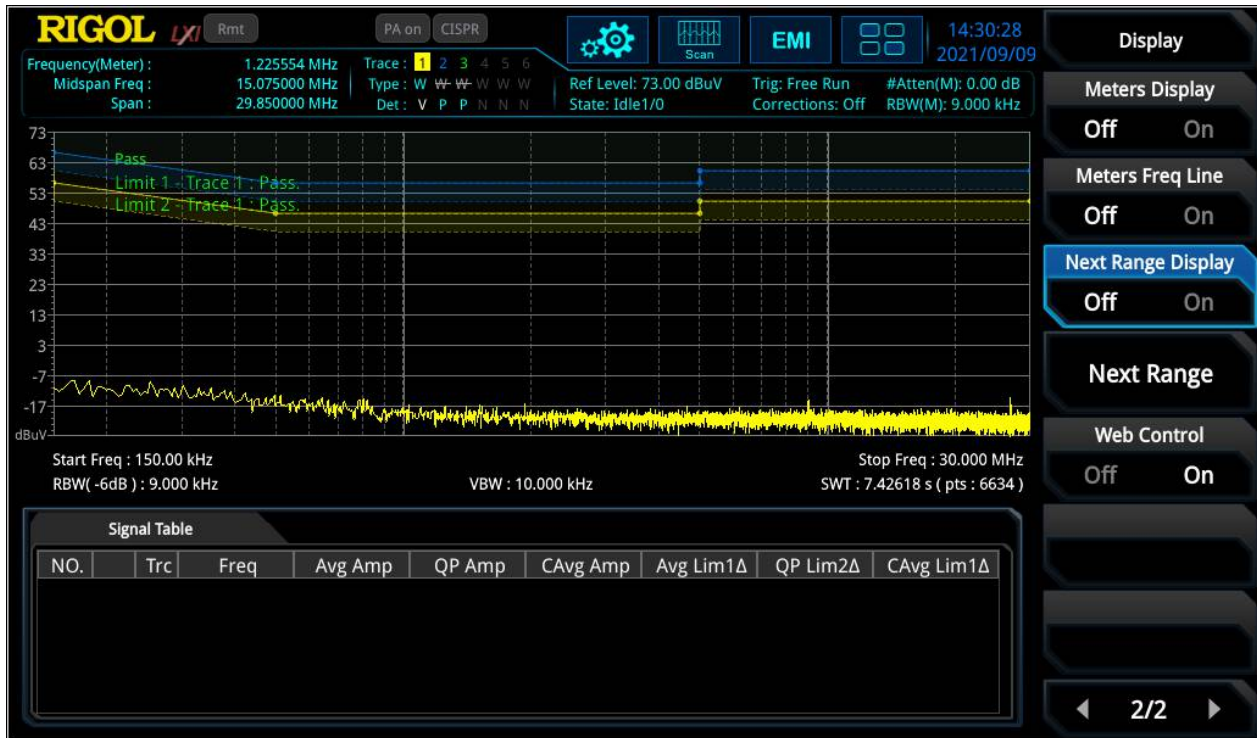 RIGOL LXI Rmt PA on CISPR Scan EMI 14:30:28
2021/09/09
Frequency(Meter) : 1.225554 MHz Trace : 1 2 3 4 5 6
Midspan Freq : 15.075000 MHz Type : W W W W W W Ref Level: 73.00 dBuV Trig: Free Run #Atten(M): 0.00 dB
Span : 29.850000 MHz Det : V P P N N N State: Idle1/0 Corrections: Off RBW(M): 9.000 kHz
73
63
53
43
33
23
13
3
-7
-17
dBuV
Pass
Limit 1 - Trace 1 : Pass.
Limit 2 - Trace 1 : Pass.
Start Freq : 150.00 kHz Stop Freq : 30.000 MHz
RBW( -6dB ) : 9.000 kHz VBW : 10.000 kHz SWT : 7.42618 s ( pts : 6634 )
Signal Table
NO. Trc Freq Avg Amp QP Amp CAvg Amp Avg Lim1Δ QP Lim2Δ CAvg Lim1Δ
Display
Meters Display
Off On
Meters Freq Line
Off On
Next Range Display
Off On
Next Range
Web Control
Off On
2/2